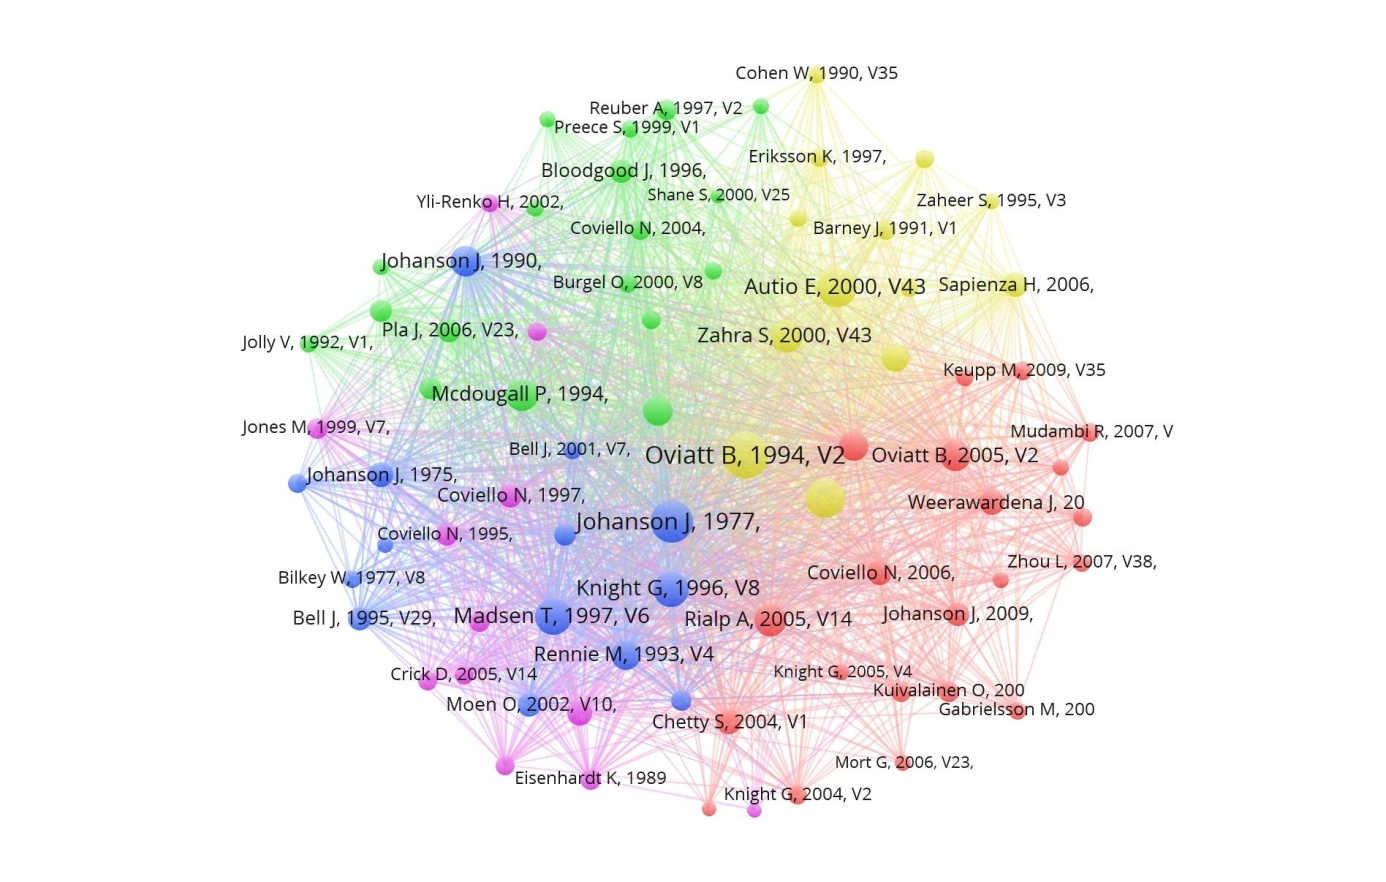 Cohen W, 1990, V35
Reuber A, 1997, V2
Preece S, 1999, V1
Eriksson K, 1997,
Bloodgood J, 1996,
Shane S, 2000, V25
Yli-Renko H, 2002,
Zaheer S, 1995, V3
Coviello N, 2004,
Barney J, 1991, V1
Johanson J, 1990,
Burgel O, 2000, V8
Autio E, 2000, V43
Sapienza H, 2006,
Pla J, 2006, V23,
Zahra S, 2000, V43
Jolly V, 1992, V1,
Keupp M, 2009, V35
Mcdougall P, 1994,
Jones M, 1999, V7,
Mudambi R, 2007, V
Bell J, 2001, V7,
Oviatt B, 1994, V2
Oviatt B, 2005, V2
Johanson J, 1975,
Coviello N, 1997,
Weerawardena J, 20
Johanson J, 1977,
Coviello N, 1995,
Zhou L, 2007, V38,
Coviello N, 2006,
Bilkey W, 1977, V8
Knight G, 1996, V8
Bell J, 1995, V29,
Madsen T, 1997, V6
Rialp A, 2005, V14
Johanson J, 2009,
Rennie M, 1993, V4
Crick D, 2005, V14
Knight G, 2005, V4
Kuivalainen O, 200
Moen O, 2002, V10,
Gabrielsson M, 200
Chetty S, 2004, V1
Mort G, 2006, V23,
Eisenhardt K, 1989
Knight G, 2004, V2